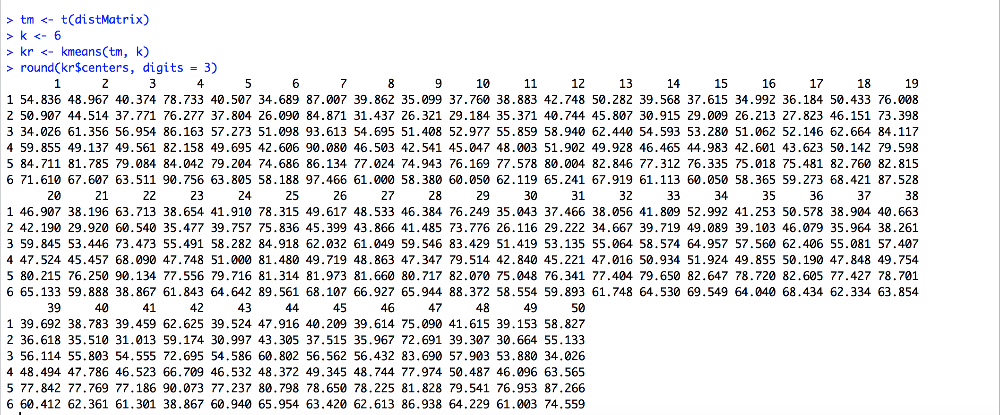 > tm <- t(distMatrix)
> k <- 6
> kr <- kmeans(tm, k)
> round(kr$centers, digits = 3)
1 2 3 4 5 6 7 8 9 10 11 12 13 14 15 16 17 18 19
1 54.836 48.967 40.374 78.733 40.507 34.689 87.007 39.862 35.099 37.760 38.883 42.748 50.282 39.568 37.615 34.992 36.184 50.433 76.008
2 50.907 44.514 37.771 76.277 37.804 26.090 84.871 31.437 26.321 29.184 35.371 40.744 45.807 30.915 29.009 26.213 27.823 46.151 73.398
3 34.026 61.356 56.954 86.163 57.273 51.098 93.613 54.695 51.408 52.977 55.859 58.940 62.440 54.593 53.280 51.062 52.146 62.664 84.117
4 59.855 49.137 49.561 82.158 49.695 42.606 90.080 46.503 42.541 45.047 48.003 51.902 49.928 46.465 44.983 42.601 43.623 50.142 79.598
5 84.711 81.785 79.084 84.042 79.204 74.686 86.134 77.024 74.943 76.169 77.578 80.004 82.846 77.312 76.335 75.018 75.481 82.760 82.815
6 71.610 67.607 63.511 90.756 63.805 58.188 97.466 61.000 58.380 60.050 62.119 65.241 67.919 61.113 60.050 58.365 59.273 68.421 87.528
20 21 22 23 24 25 26 27 28 29 30 31 32 33 34 35 36 37 38
1 46.907 38.196 63.713 38.654 41.910 78.315 49.617 48.533 46.384 76.249 35.043 37.466 38.056 41.809 52.992 41.253 50.578 38.904 40.663
2 42.190 29.920 60.540 35.477 39.757 75.836 45.399 43.866 41.485 73.776 26.116 29.222 34.667 39.719 49.089 39.103 46.079 35.964 38.261
3 59.845 53.446 73.473 55.491 58.282 84.918 62.032 61.049 59.546 83.429 51.419 53.135 55.064 58.574 64.957 57.560 62.406 55.081 57.407
4 47.524 45.457 68.090 47.748 51.000 81.480 49.719 48.863 47.347 79.514 42.840 45.221 47.016 50.934 51.924 49.855 50.190 47.848 49.754
5 80.215 76.250 90.134 77.556 79.716 81.314 81.973 81.660 80.717 82.070 75.048 76.341 77.404 79.650 82.647 78.720 82.605 77.427 78.701
6 65.133 59.888 38.867 61.843 64.642 89.561 68.107 66.927 65.944 88.372 58.554 59.893 61.748 64.530 69.549 64.040 68.434 62.334 63.854
39 40 41 42 43 44 45 46 47 48 49 50
1 39.692 38.783 39.459 62.625 39.524 47.916 40.209 39.614 75.090 41.615 39.153 58.827
2 36.618 35.510 31.013 59.174 30.997 43.305 37.515 35.967 72.691 39.307 30.664 55.133
3 56.114 55.803 54.555 72.695 54.586 60.802 56.562 56.432 83.690 57.903 53.880 34.026
4 48.494 47.786 46.523 66.709 46.532 48.372 49.345 48.744 77.974 50.487 46.096 63.565
5 77.842 77.769 77.186 90.073 77.237 80.798 78.650 78.225 81.828 79.541 76.953 87.266
6 60.412 62.361 61.301 38.867 60.940 65.954 63.420 62.613 86.938 64.229 61.003 74.559